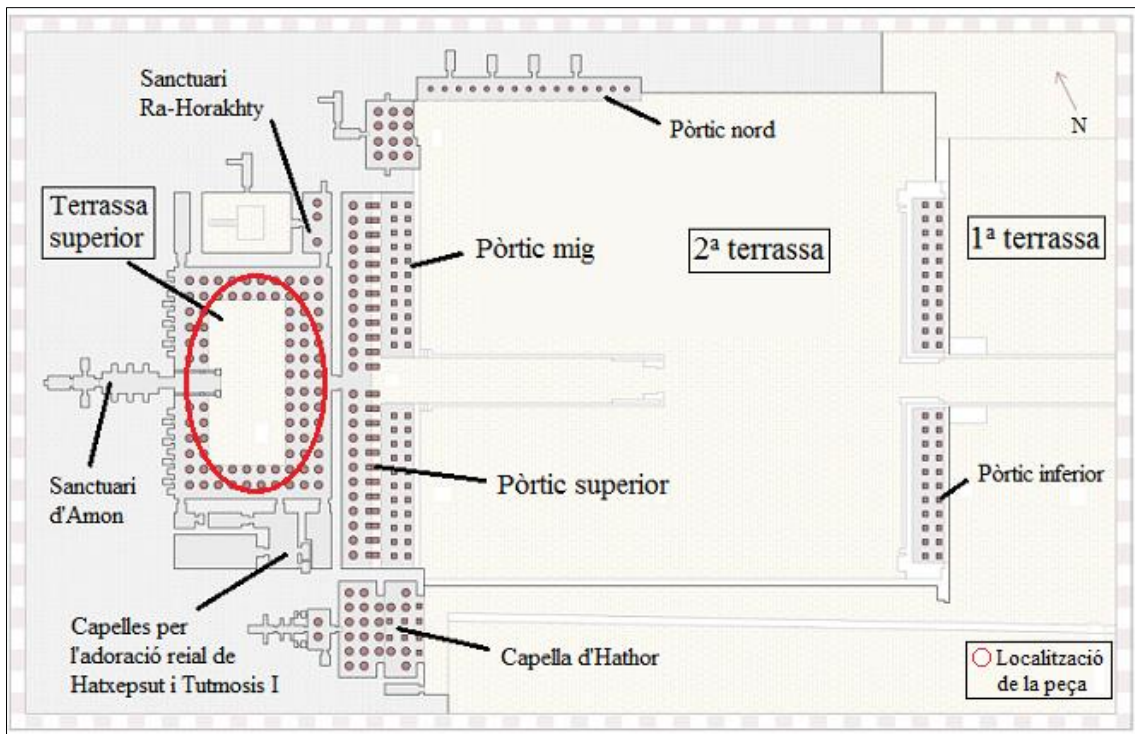 Sanctuari
Ra-Horakhty
Pòrtic nord
N
Terrassa
superior
Pòrtic mig
2ª terrassa
1ª terrassa
Sanctuari
d'Amon
Pòrtic superior
Pòrtic inferior
Capelles per
l'adoració reial de
Hatxepsut i Tutmosis I
Capella d'Hathor
Localització
de la peça